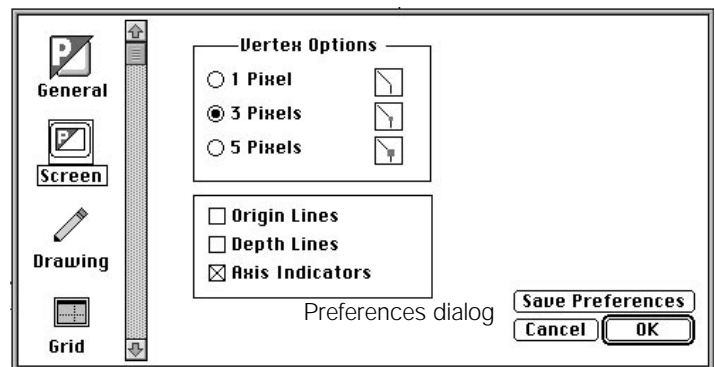 General
Screen
Drawing
Grid
Vertex Options
1 Pixel
3 Pixels
5 Pixels
Origin Lines
Depth Lines
Axis Indicators
Preferences dialog
Save Preferences
Cancel
OK